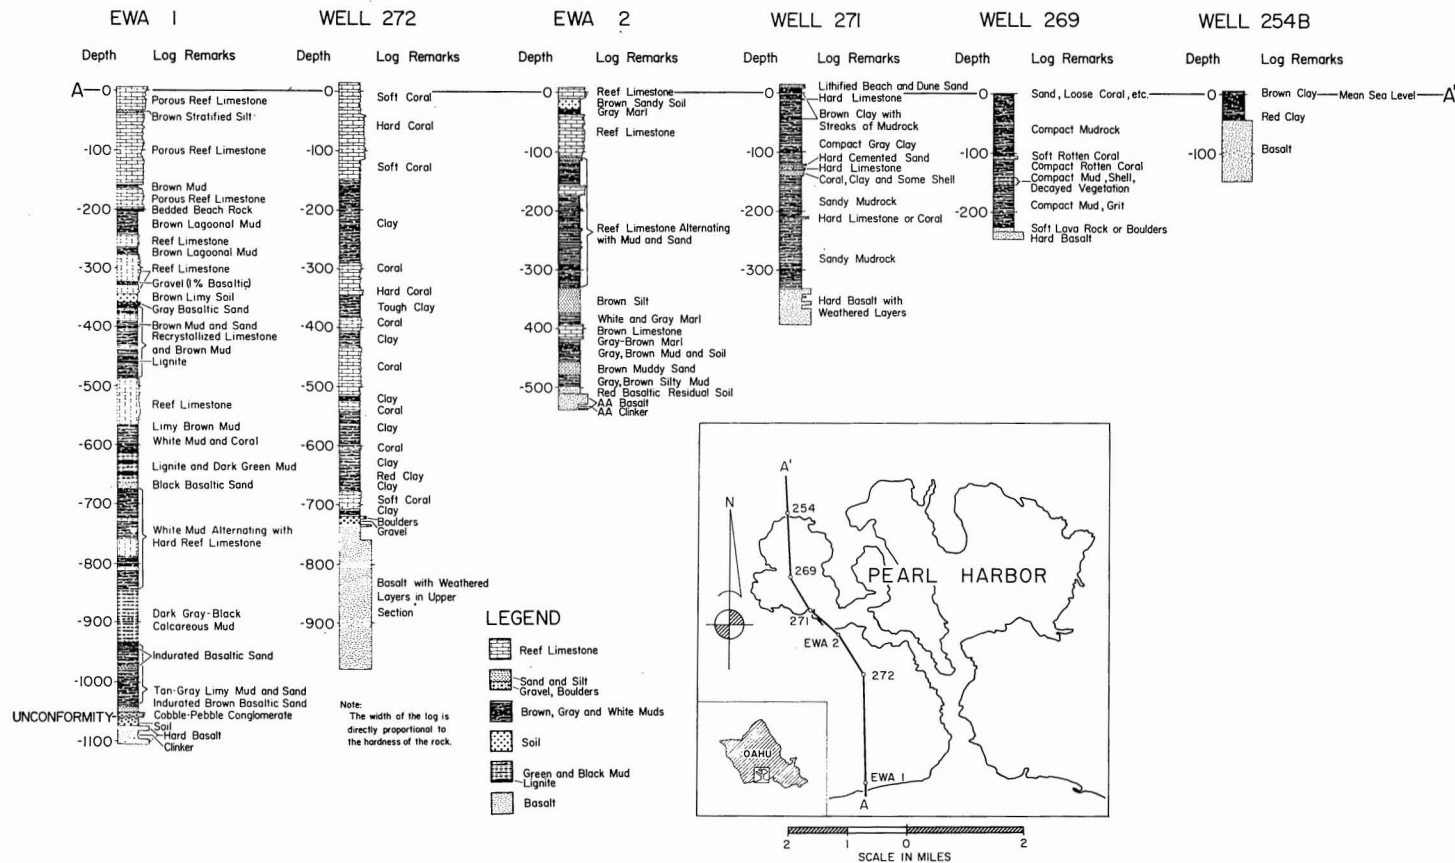 EWA 1
Depth
Log Remarks
A
0
-100
-200
-300
-400
-500
-600
-700
-800
-900
-1000
-1100
UNCONFORMITY
Porous Reef Limestone
Brown Stratified Silt
Porous Reef Limestone
Brown Mud
Porous Reef Limestone
Bedded Beach Rock
Brown Lagoonal Mud
Reef Limestone
Brown Lagoonal Mud
Reef Limestone
Gravel (1% Basaltic)
Brown Limy Soil
Gray Basaltic Sand
Brown Mud and Sand
Recrystallized Limestone
and Brown Mud
Lignite
Reef Limestone
Limy Brown Mud
White Mud and Coral
Lignite and Dark Green Mud
Black Basaltic Sand
White Mud Alternating with
Hard Reef Limestone
Dark Gray-Black
Calcareous Mud
Indurated Basaltic Sand
Tan-Gray Limy Mud and Sand
Indurated Brown Basaltic Sand
Cobble-Pebble Conglomerate
Soil
Hard Basalt
Clinker
WELL 272
Depth
Log Remarks
0
-100
-200
-300
-400
-500
-600
-700
-800
-900
Soft Coral
Hard Coral
Soft Coral
Clay
Coral
Hard Coral
Tough Clay
Coral
Clay
Coral
Clay
Coral
Clay
Coral
Clay
Red Clay
Clay
Soft Coral
Clay
Boulders
Gravel
Basalt with Weathered
Layers in Upper
Section
Note:
The width of the log is
directly proportional to
the hardness of the rock.
EWA 2
Depth
Log Remarks
0
-100
-200
-300
400
-500
Reef Limestone
Brown Sandy Soil
Gray Marl
Reef Limestone
Reef Limestone Alternating
with Mud and Sand
Brown Silt
White and Gray Marl
Brown Limestone
Gray-Brown Marl
Gray, Brown Mud and Soil
Brown Muddy Sand
Gray, Brown Silty Mud
Red Basaltic Residual Soil
AA Basalt
AA Clinker
WELL 271
Depth
Log Remarks
0
-100
-200
-300
Lithified Beach and Dune Sand
Hard Limestone
Brown Clay with
Streaks of Mudrock
Compact Gray Clay
Hard Cemented Sand
Hard Limestone
Coral, Clay and Some Shell
Sandy Mudrock
Hard Limestone or Coral
Sandy Mudrock
Hard Basalt with
Weathered Layers
WELL 269
Depth
Log Remarks
0
-100
-200
Sand, Loose Coral, etc.
Compact Mudrock
Soft Rotten Coral
Compact Rotten Coral
Compact Mud, Shell,
Decayed Vegetation
Compact Mud, Grit
Soft Lava Rock or Boulders
Hard Basalt
WELL 254B
Depth
Log Remarks
0
-100
Brown Clay
Mean Sea Level
A'
Red Clay
Basalt
LEGEND
Reef Limestone
Sand and Silt
Gravel, Boulders
Brown, Gray and White Muds
Soil
Green and Black Mud
Lignite
Basalt
A'
N
254
269
PEARL HARBOR
271
EWA 2
272
OAHU
EWA 1
A
2 1 0 2
SCALE IN MILES